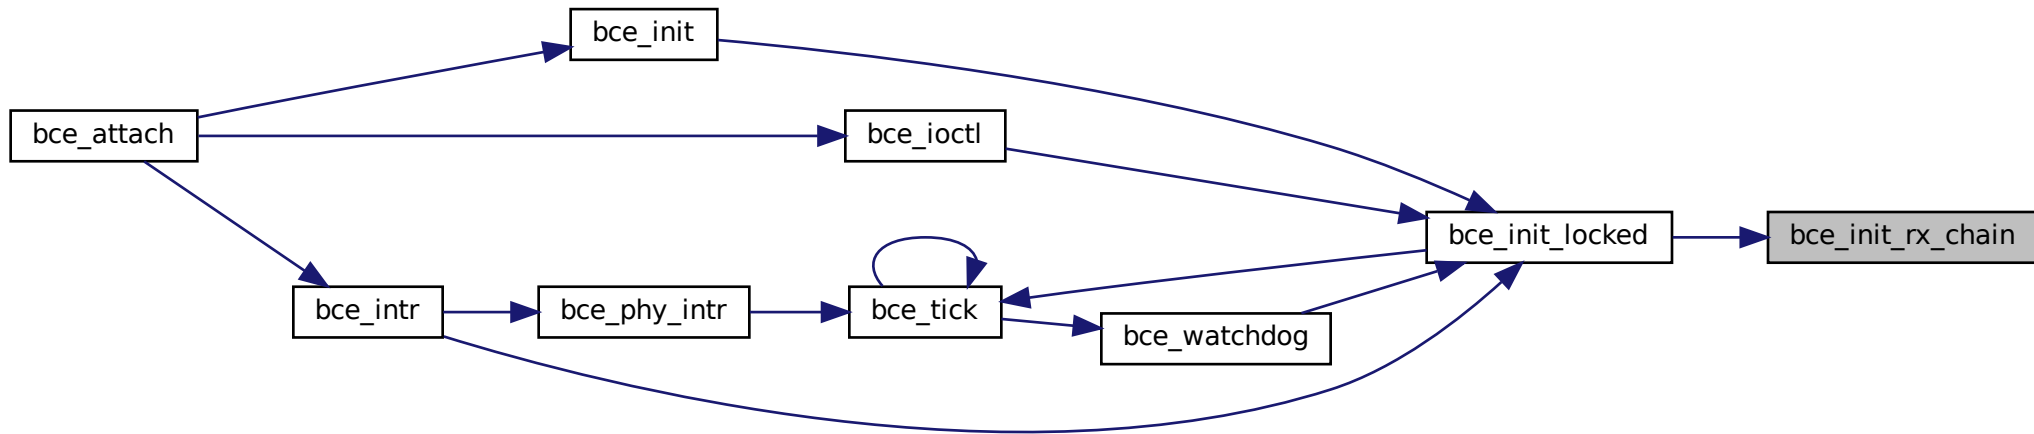 bce_init
bce_attach
bce_ioctl
bce_init_locked
bce_init_rx_chain
bce_intr
bce_phy_intr
bce_tick
bce_watchdog